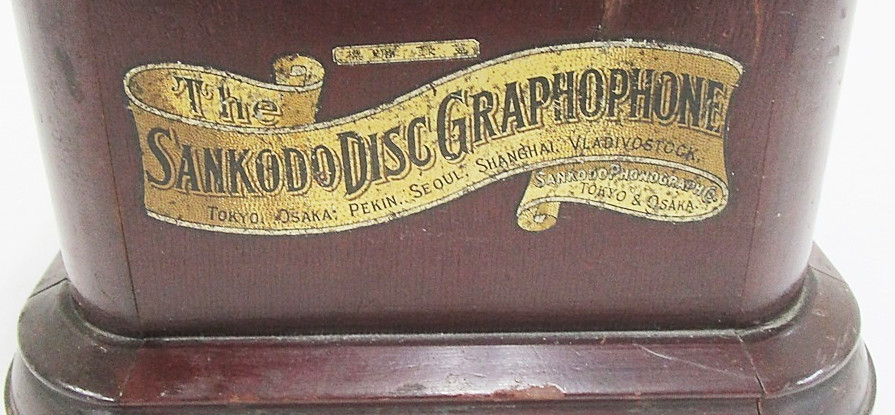 The
SANKODO DISC GRAPHOPHONE
TOKYO. OSAKA: PEKIN. SEOUL: SHANGHAI. VLADIVOSTOCK.
SANKODO PHONOGRAPH Co.
TOKYO & OSAKA.